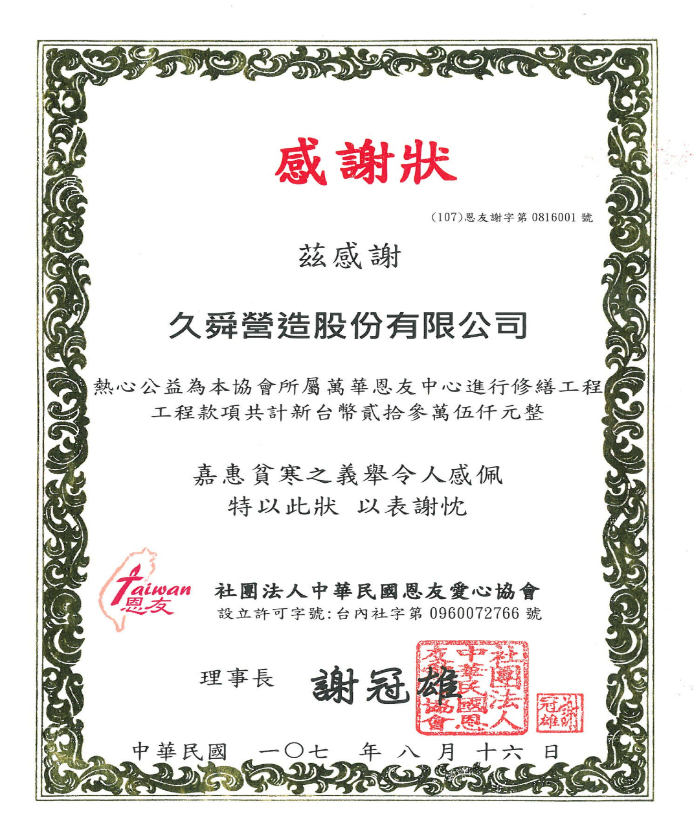 感謝狀
(107)恩友謝字第 0816001 號
茲感謝
久舜營造股份有限公司
熱心公益為本協會所屬萬華恩友中心進行修繕工程
工程款項共計新台幣貳拾參萬伍仟元整
嘉惠貧寒之義舉令人感佩
特以此狀 以表謝忱
Taiwan
恩友
社團法人中華民國恩友愛心協會
設立許可字號:台內社字第 0960072766 號
理事長 謝冠雄
社團法人
中華民國恩
友愛心協會
中華民國 一〇七 年 八 月 十六 日